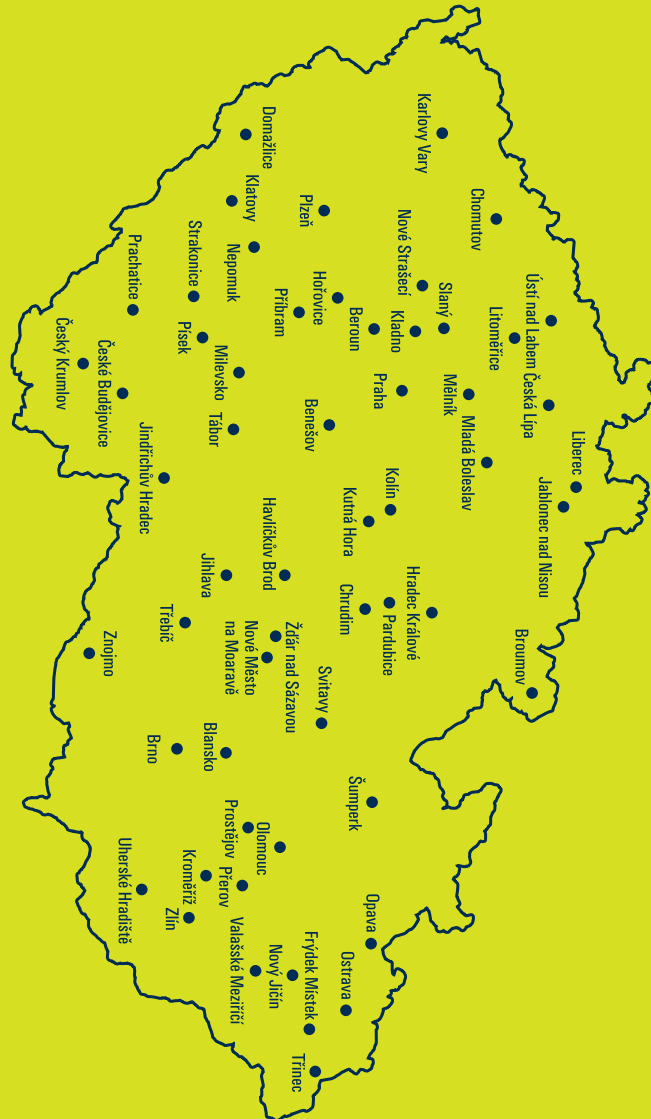 Karlovy Vary
Chomutov
Ústí nad Labem
Litoměřice
Česká Lípa
Liberec
Jablonec nad Nisou
Broumov
Nové Strašecí
Slaný
Kladno
Mělník
Mladá Boleslav
Praha
Beroun
Hořovice
Příbram
Plzeň
Domažlice
Klatovy
Nepomuk
Strakonice
Prachatice
Písek
Milevsko
Tábor
Český Krumlov
České Budějovice
Jindřichův Hradec
Benešov
Kolín
Kutná Hora
Hradec Králové
Pardubice
Chrudim
Havlíčkův Brod
Jihlava
Třebíč
Znojmo
Žďár nad Sázavou
Nové Město
na Moaravě
Svitavy
Blansko
Brno
Šumperk
Olomouc
Prostějov
Přerov
Kroměříž
Zlín
Uherské Hradiště
Opava
Ostrava
Frýdek Místek
Nový Jičín
Valašské Meziříčí
Třinec